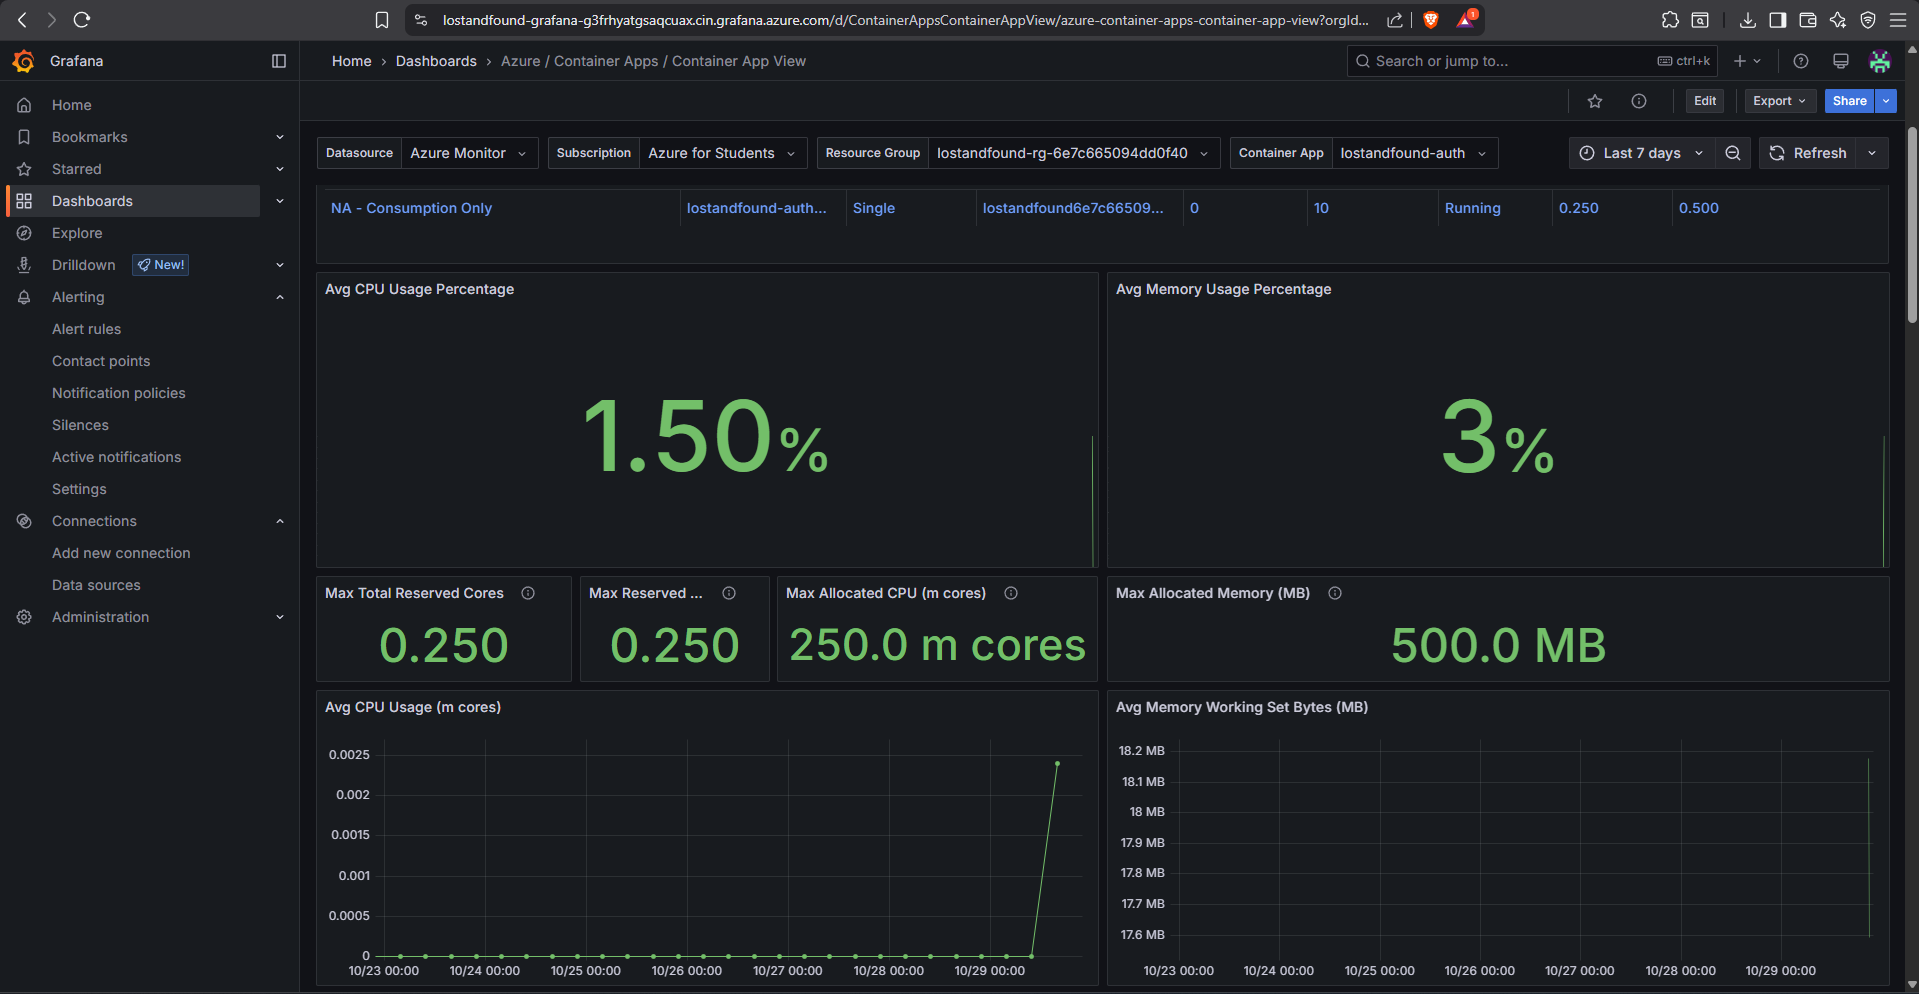 lostandfound-grafana-g3frhyatgsaqcuax.cin.grafana.azure.com/d/ContainerAppsContainerAppView/azure-container-apps-container-app-view?orgId...
1
Grafana
Home › Dashboards › Azure / Container Apps / Container App View
Search or jump to...
ctrl+k
Edit
Export
Share
Home
Bookmarks
Starred
Dashboards
Explore
Drilldown
New!
Alerting
Alert rules
Contact points
Notification policies
Silences
Active notifications
Settings
Connections
Add new connection
Data sources
Administration
Datasource Azure Monitor
Subscription Azure for Students
Resource Group lostandfound-rg-6e7c665094dd0f40
Container App lostandfound-auth
Last 7 days
Refresh
NA - Consumption Only
lostandfound-auth...
Single
lostandfound6e7c66509...
0
10
Running
0.250
0.500
Avg CPU Usage Percentage
1.50%
Avg Memory Usage Percentage
3%
Max Total Reserved Cores
0.250
Max Reserved ...
0.250
Max Allocated CPU (m cores)
250.0 m cores
Max Allocated Memory (MB)
500.0 MB
Avg CPU Usage (m cores)
0.0025
0.002
0.0015
0.001
0.0005
0
10/23 00:00 10/24 00:00 10/25 00:00 10/26 00:00 10/27 00:00 10/28 00:00 10/29 00:00
Avg Memory Working Set Bytes (MB)
18.2 MB
18.1 MB
18 MB
17.9 MB
17.8 MB
17.7 MB
17.6 MB
10/23 00:00 10/24 00:00 10/25 00:00 10/26 00:00 10/27 00:00 10/28 00:00 10/29 00:00